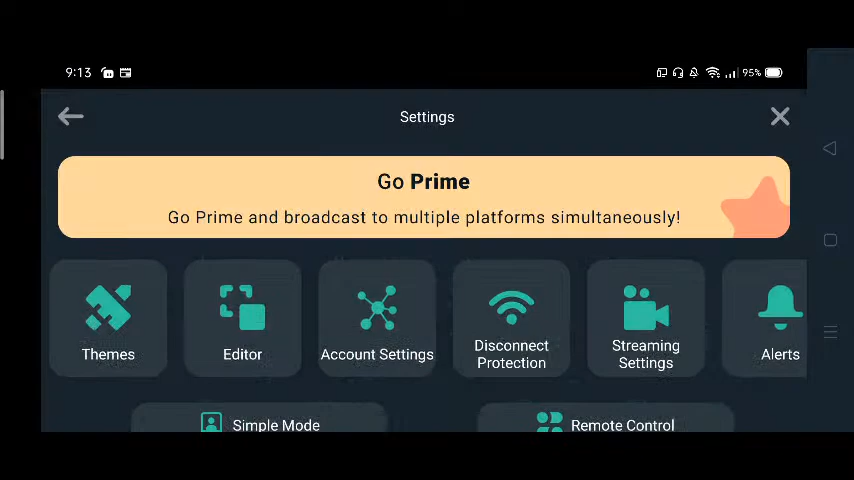 9:13
95%
Settings
Go Prime
Go Prime and broadcast to multiple platforms simultaneously!
Themes
Editor
Account Settings
Disconnect
Protection
Streaming
Settings
Alerts
Simple Mode
Remote Control